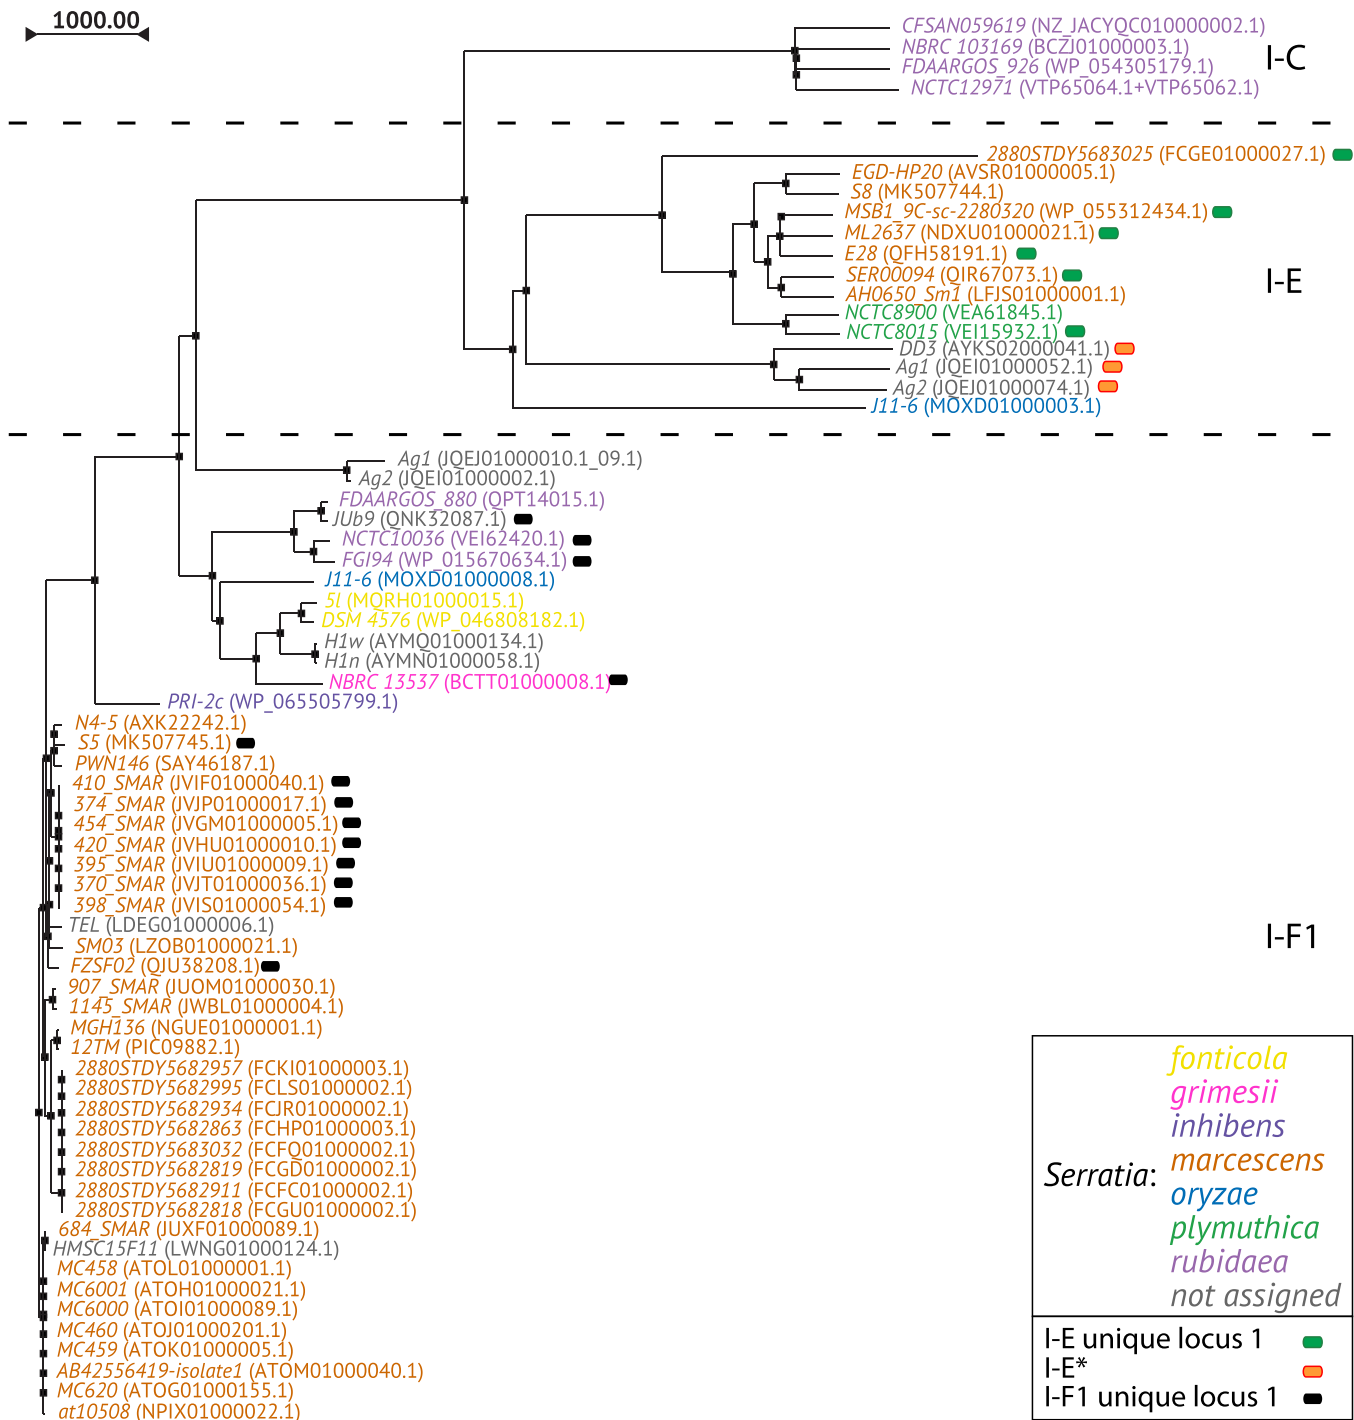 1000.00
CFSAN059619 (NZ_JACYQC010000002.1)
NBRC 103169 (BCZJ01000003.1)
FDAARGOS_926 (WP_054305179.1)
NCTC12971 (VTP65064.1+VTP65062.1)
I-C
2880STDY5683025 (FCGE01000027.1)
EGD-HP20 (AVSR01000005.1)
S8 (MK507744.1)
MSB1_9C-sc-2280320 (WP_055312434.1)
ML2637 (NDXU01000021.1)
E28 (QFH58191.1)
SER00094 (QIR67073.1)
AH0650_Sm1 (LFJS01000001.1)
I-E
NCTC8900 (VEA61845.1)
NCTC8015 (VEI15932.1)
DD3 (AYKS02000041.1)
Ag1 (JQEI01000052.1)
Ag2 (JQEJ01000074.1)
J11-6 (MOXD01000003.1)
Ag1 (JQEJ01000010.1_09.1)
Ag2 (JQEI01000002.1)
FDAARGOS_880 (QPT14015.1)
JUb9 (QNK32087.1)
NCTC10036 (VEI62420.1)
FGI94 (WP_015670634.1)
J11-6 (MOXD01000008.1)
5l (MQRH01000015.1)
DSM 4576 (WP_046808182.1)
H1w (AYMQ01000134.1)
H1n (AYMN01000058.1)
NBRC 13537 (BCTT01000008.1)
PRI-2c (WP_065505799.1)
N4-5 (AXK22242.1)
S5 (MK507745.1)
PWN146 (SAY46187.1)
410_SMAR (JVIF01000040.1)
374_SMAR (JVJP01000017.1)
454_SMAR (JVGM01000005.1)
420_SMAR (JVHU01000010.1)
395_SMAR (JVIU01000009.1)
370_SMAR (JVJT01000036.1)
398_SMAR (JVIS01000054.1)
TEL (LDEG01000006.1)
I-F1
SM03 (LZOB01000021.1)
FZSF02 (QJU38208.1)
907_SMAR (JUOM01000030.1)
1145_SMAR (JWBL01000004.1)
MGH136 (NGUE01000001.1)
12TM (PIC09882.1)
2880STDY5682957 (FCKI01000003.1)
2880STDY5682995 (FCLS01000002.1)
2880STDY5682934 (FCJR01000002.1)
2880STDY5682863 (FCHP01000003.1)
2880STDY5683032 (FCFQ01000002.1)
2880STDY5682819 (FCGD01000002.1)
2880STDY5682911 (FCFC01000002.1)
2880STDY5682818 (FCGU01000002.1)
684_SMAR (JUXF01000089.1)
HMSC15F11 (LWNG01000124.1)
MC458 (ATOL01000001.1)
MC6001 (ATOH01000021.1)
MC6000 (ATOI01000089.1)
MC460 (ATOJ01000201.1)
MC459 (ATOK01000005.1)
AB42556419-isolate1 (ATOM01000040.1)
MC620 (ATOG01000155.1)
at10508 (NPIX01000022.1)
Serratia:
fonticola
grimesii
inhibens
marcescens
oryzae
plymuthica
rubidaea
not assigned
I-E unique locus 1
I-E*
I-F1 unique locus 1